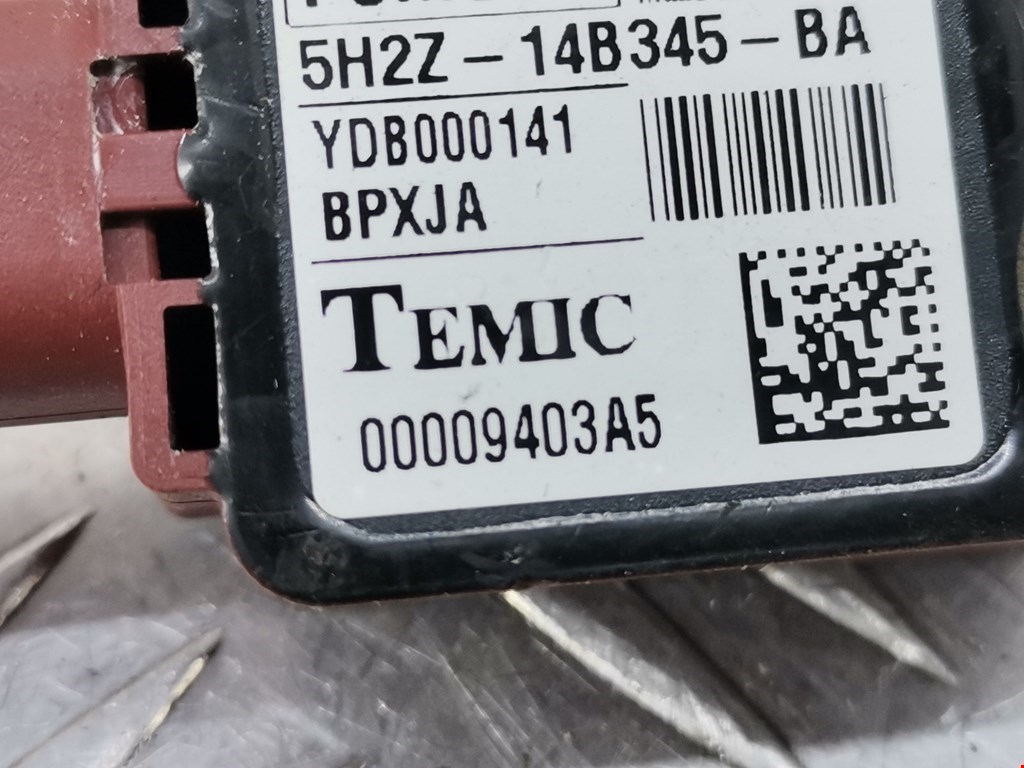 5H2Z - 14B345 - BA
YDB000141
BPXJA
TEMIC
00009403A5